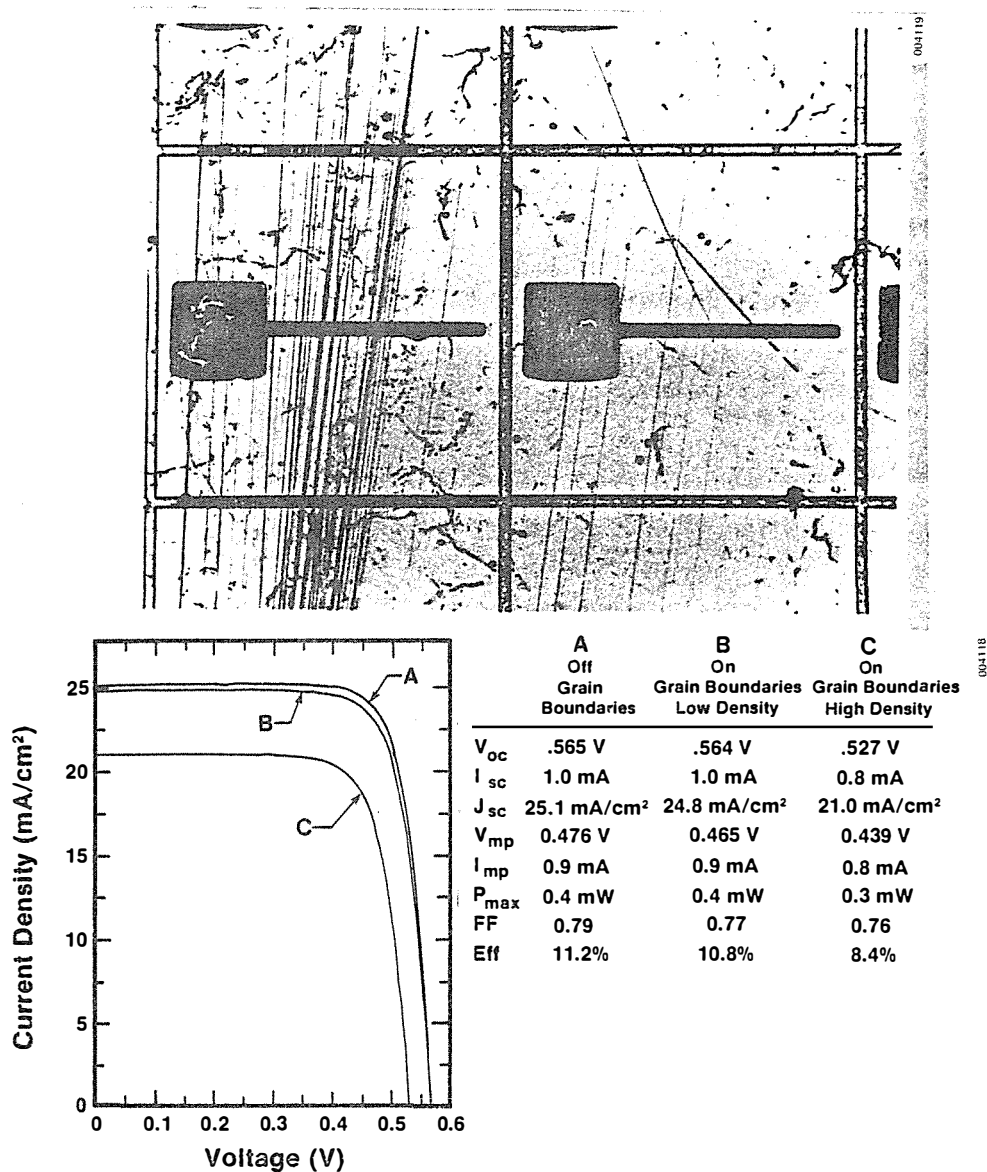 004119
004118
A B C
Off On On
Grain Grain Boundaries Grain Boundaries
Boundaries Low Density High Density
Voc .565 V .564 V .527 V
I sc 1.0 mA 1.0 mA 0.8 mA
Jsc 25.1 mA/cm² 24.8 mA/cm² 21.0 mA/cm²
Vmp 0.476 V 0.465 V 0.439 V
Imp 0.9 mA 0.9 mA 0.8 mA
Pmax 0.4 mW 0.4 mW 0.3 mW
FF 0.79 0.77 0.76
Eff 11.2% 10.8% 8.4%
Current Density (mA/cm²)
25
20
15
10
5
0
A
B
C
0 0.1 0.2 0.3 0.4 0.5 0.6
Voltage (V)